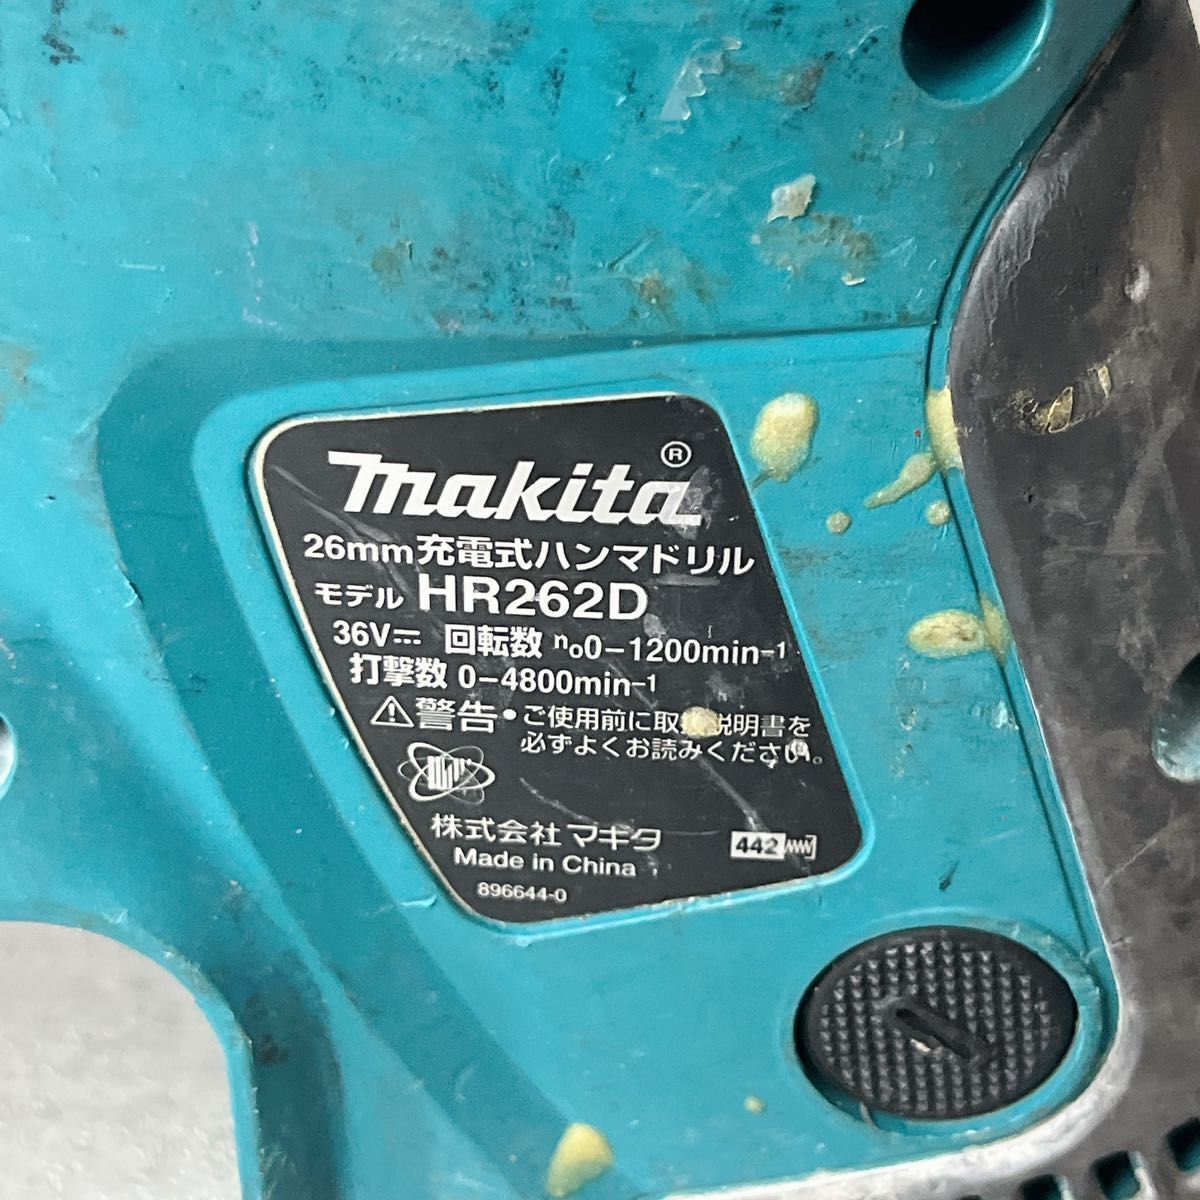 makita®
26mm充電式ハンマドリル
モデル HR262D
36V⎓ 回転数 n₀0-1200min-1
打撃数 0-4800min-1
⚠警告•ご使用前に取扱説明書を
必ずよくお読みください。
株式会社 マキタ
Made in China
442
896644-0